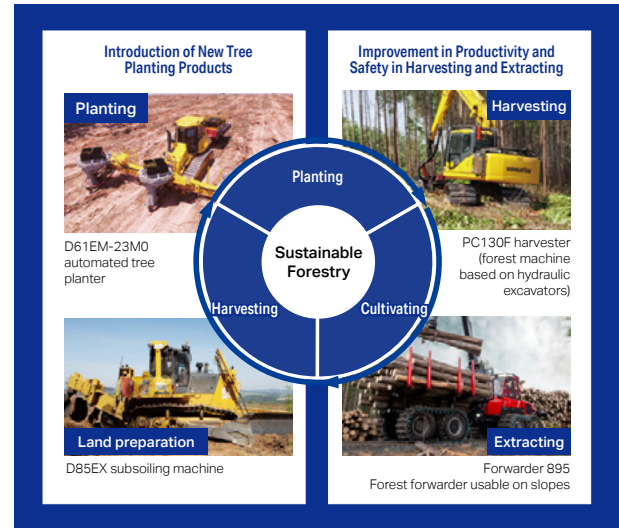 Introduction of New Tree
Planting Products
Planting
D61EM-23M0
automated tree
planter
Land preparation
D85EX subsoiling machine
Improvement in Productivity and
Safety in Harvesting and Extracting
Harvesting
KOMATSU
PC130F harvester
(forest machine
based on hydraulic
excavators)
Extracting
Forwarder 895
Forest forwarder usable on slopes
Planting
Sustainable
Forestry
Harvesting
Cultivating